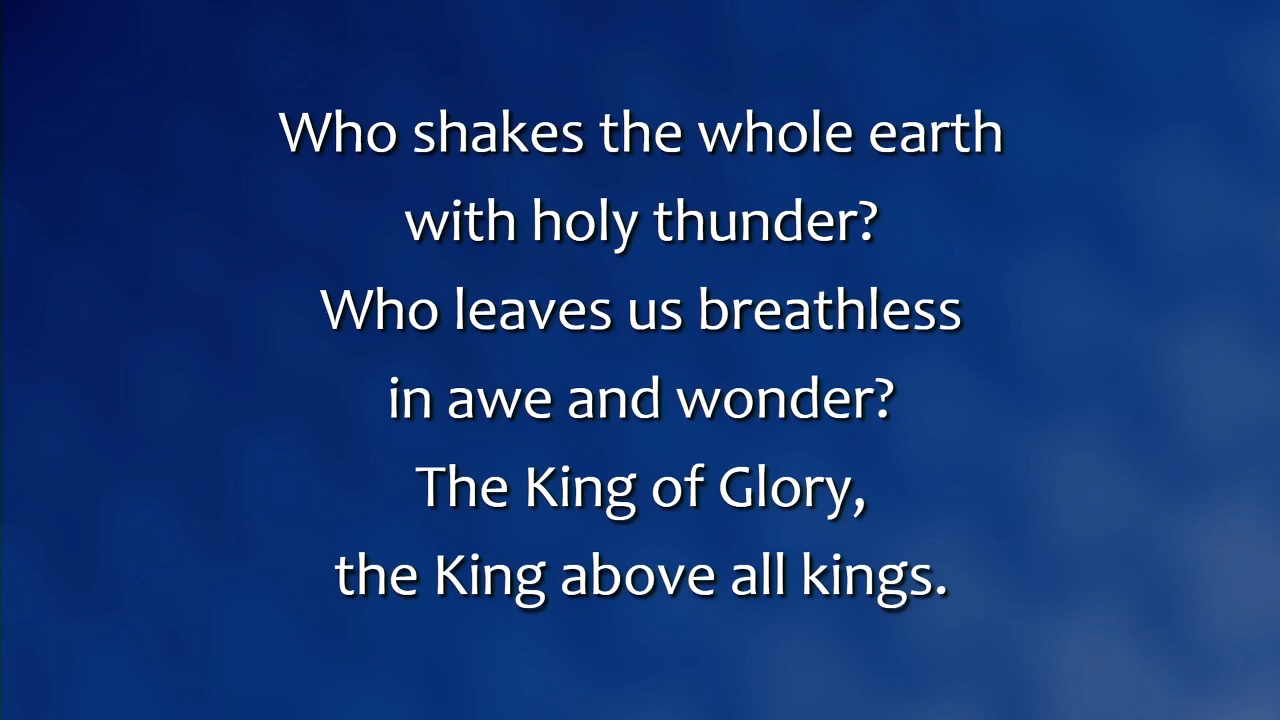 Who shakes the whole earth
with holy thunder?
Who leaves us breathless
in awe and wonder?
The King of Glory,
the King above all kings.